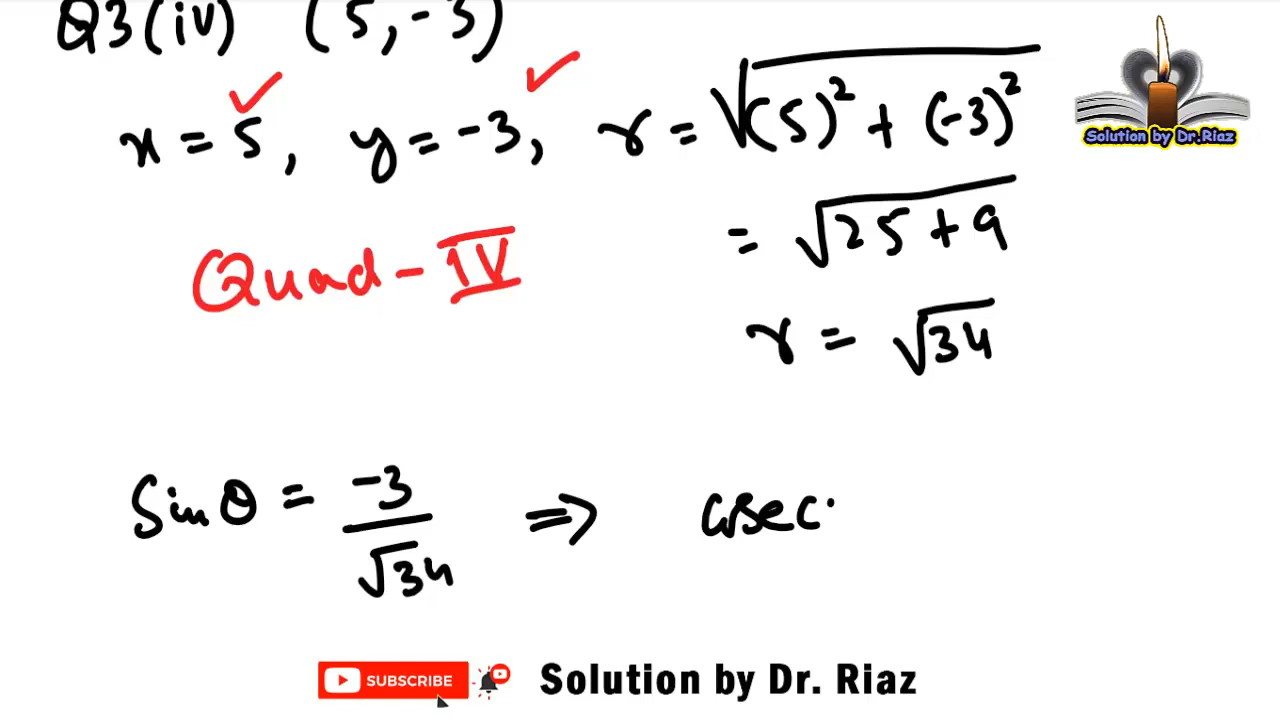 Q3(iv) (5,-3)
x = 5, y = -3, r = √(5)² + (-3)²
= √25 + 9
Quad - IV
r = √34
Sinθ = -3/√34 ⇒ cosec
Solution by Dr.Riaz
SUBSCRIBE
Solution by Dr. Riaz